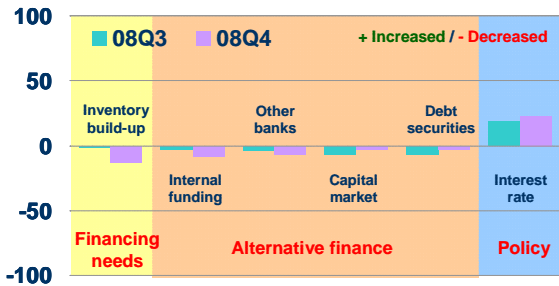 100
08Q3 08Q4 + Increased / - Decreased
50
Inventory
build-up
Other
banks
Debt
securities
0
Internal
funding
Capital
market
Interest
rate
-50
Financing
needs
Alternative finance
Policy
-100